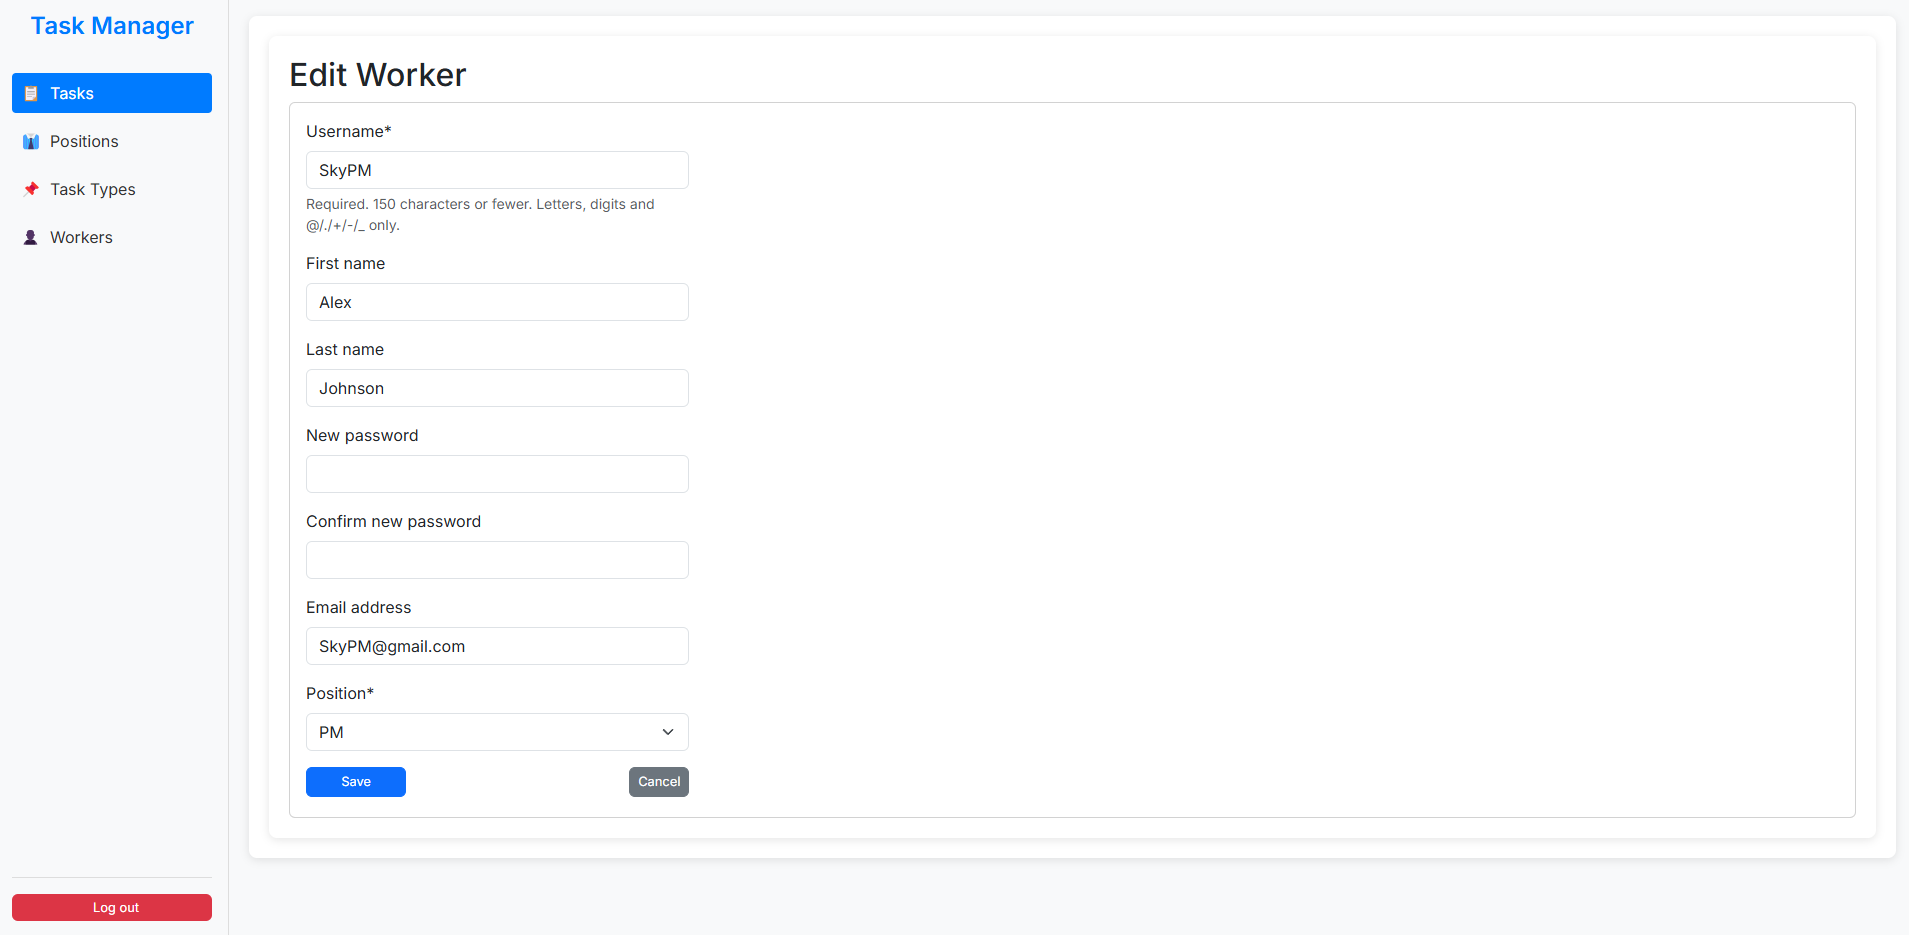 Task Manager
Tasks
Positions
Task Types
Workers
Log out
Edit Worker
Username*
SkyPM
Required. 150 characters or fewer. Letters, digits and
@/./+/-/_ only.
First name
Alex
Last name
Johnson
New password
Confirm new password
Email address
SkyPM@gmail.com
Position*
PM
Save
Cancel